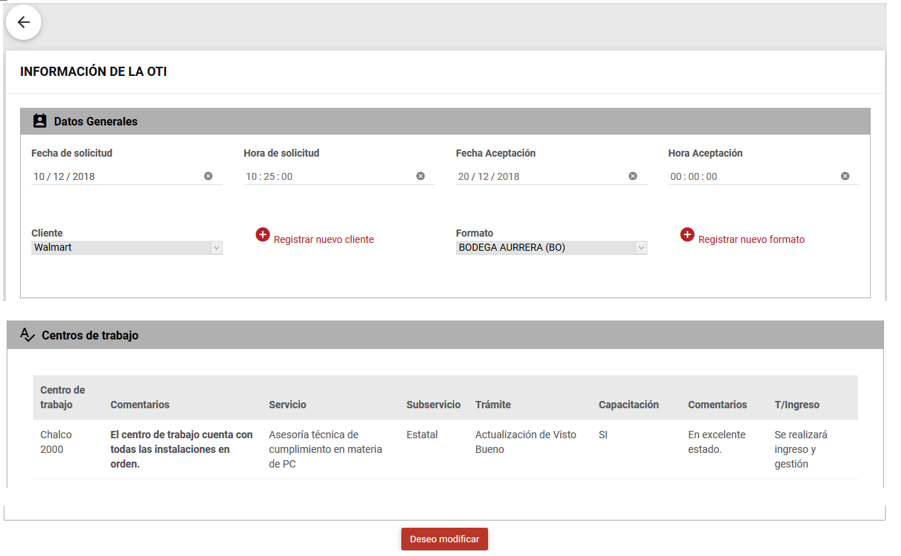 INFORMACIÓN DE LA OTI
Datos Generales
Fecha de solicitud Hora de solicitud Fecha Aceptación Hora Aceptación
10 / 12 / 2018 10 : 25 : 00 20 / 12 / 2018 00 : 00 : 00
Cliente Registrar nuevo cliente Formato Registrar nuevo formato
Walmart BODEGA AURRERA (BO)
Centros de trabajo
Centro de
trabajo Comentarios Servicio Subservicio Trámite Capacitación Comentarios T/Ingreso
Chalco El centro de trabajo cuenta con Asesoría técnica de Estatal Actualización de Visto SI En excelente Se realizará
2000 todas las instalaciones en cumplimiento en materia Bueno estado. ingreso y
orden. de PC gestión
Deseo modificar